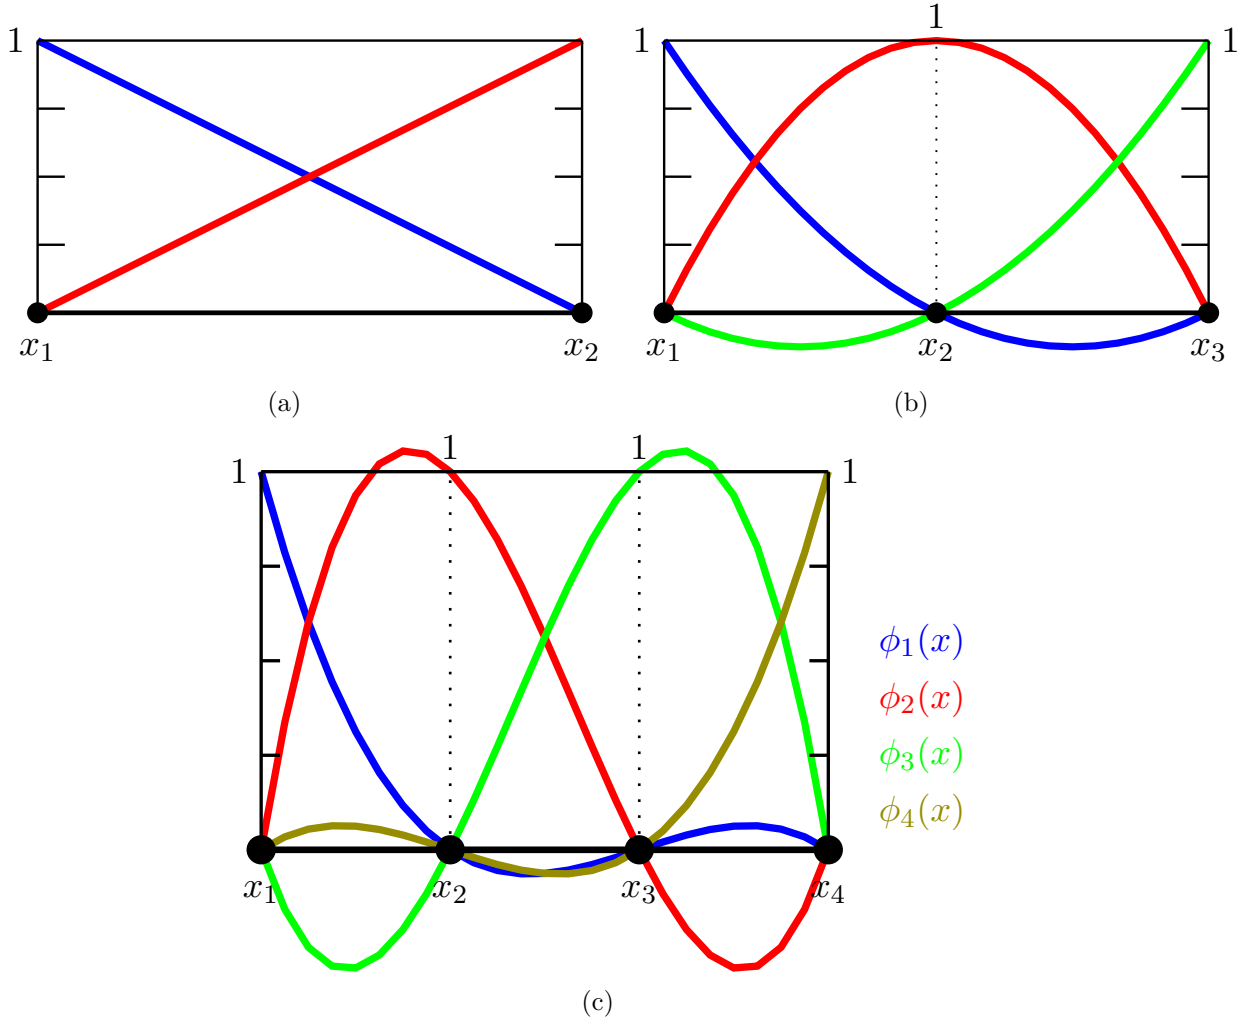 1
x₁ x₂
(a)
1 1 1
x₁ x₂ x₃
(b)
1 1 1 1
x₁ x₂ x₃ x₄
ϕ₁(x)
ϕ₂(x)
ϕ₃(x)
ϕ₄(x)
(c)